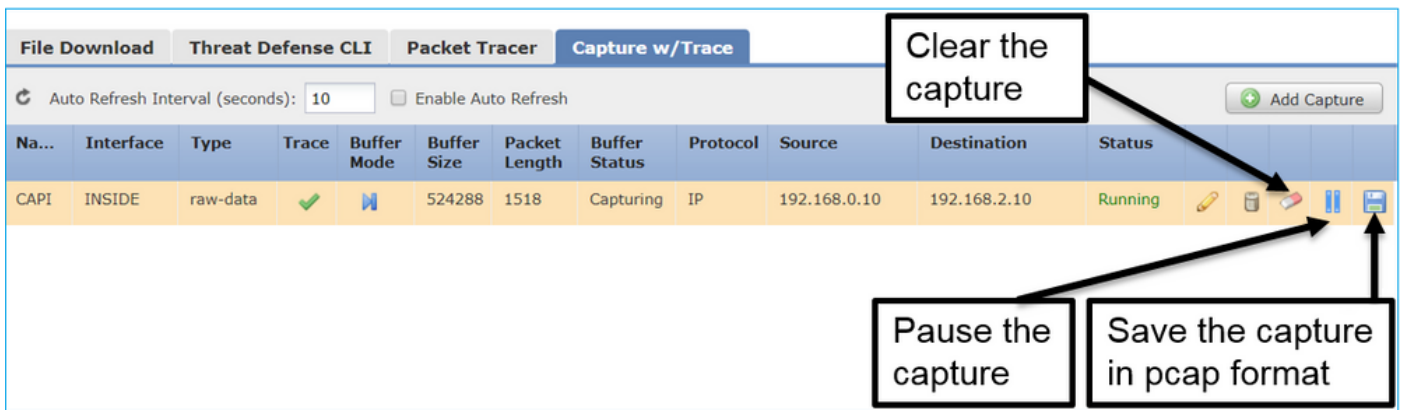 File Download Threat Defense CLI Packet Tracer Capture w/Trace
Clear the
capture
Auto Refresh Interval (seconds): 10 Enable Auto Refresh Add Capture
Na... Interface Type Trace Buffer Mode Buffer Size Packet Length Buffer Status Protocol Source Destination Status
CAPI INSIDE raw-data 524288 1518 Capturing IP 192.168.0.10 192.168.2.10 Running
Pause the
capture
Save the capture
in pcap format